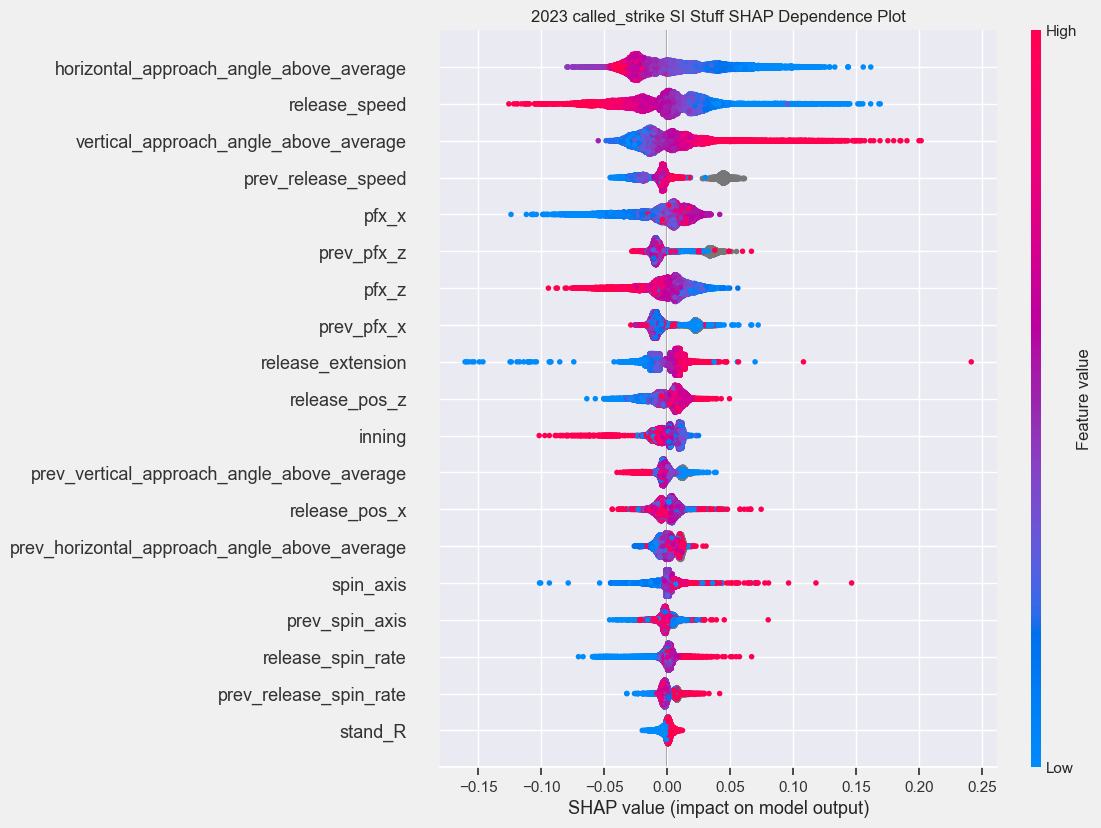 2023 called_strike SI Stuff SHAP Dependence Plot
High
horizontal_approach_angle_above_average
release_speed
vertical_approach_angle_above_average
prev_release_speed
pfx_x
prev_pfx_z
pfx_z
prev_pfx_x
release_extension
release_pos_z
inning
prev_vertical_approach_angle_above_average
release_pos_x
prev_horizontal_approach_angle_above_average
spin_axis
prev_spin_axis
release_spin_rate
prev_release_spin_rate
stand_R
Feature value
Low
−0.15 −0.10 −0.05 0.00 0.05 0.10 0.15 0.20 0.25
SHAP value (impact on model output)